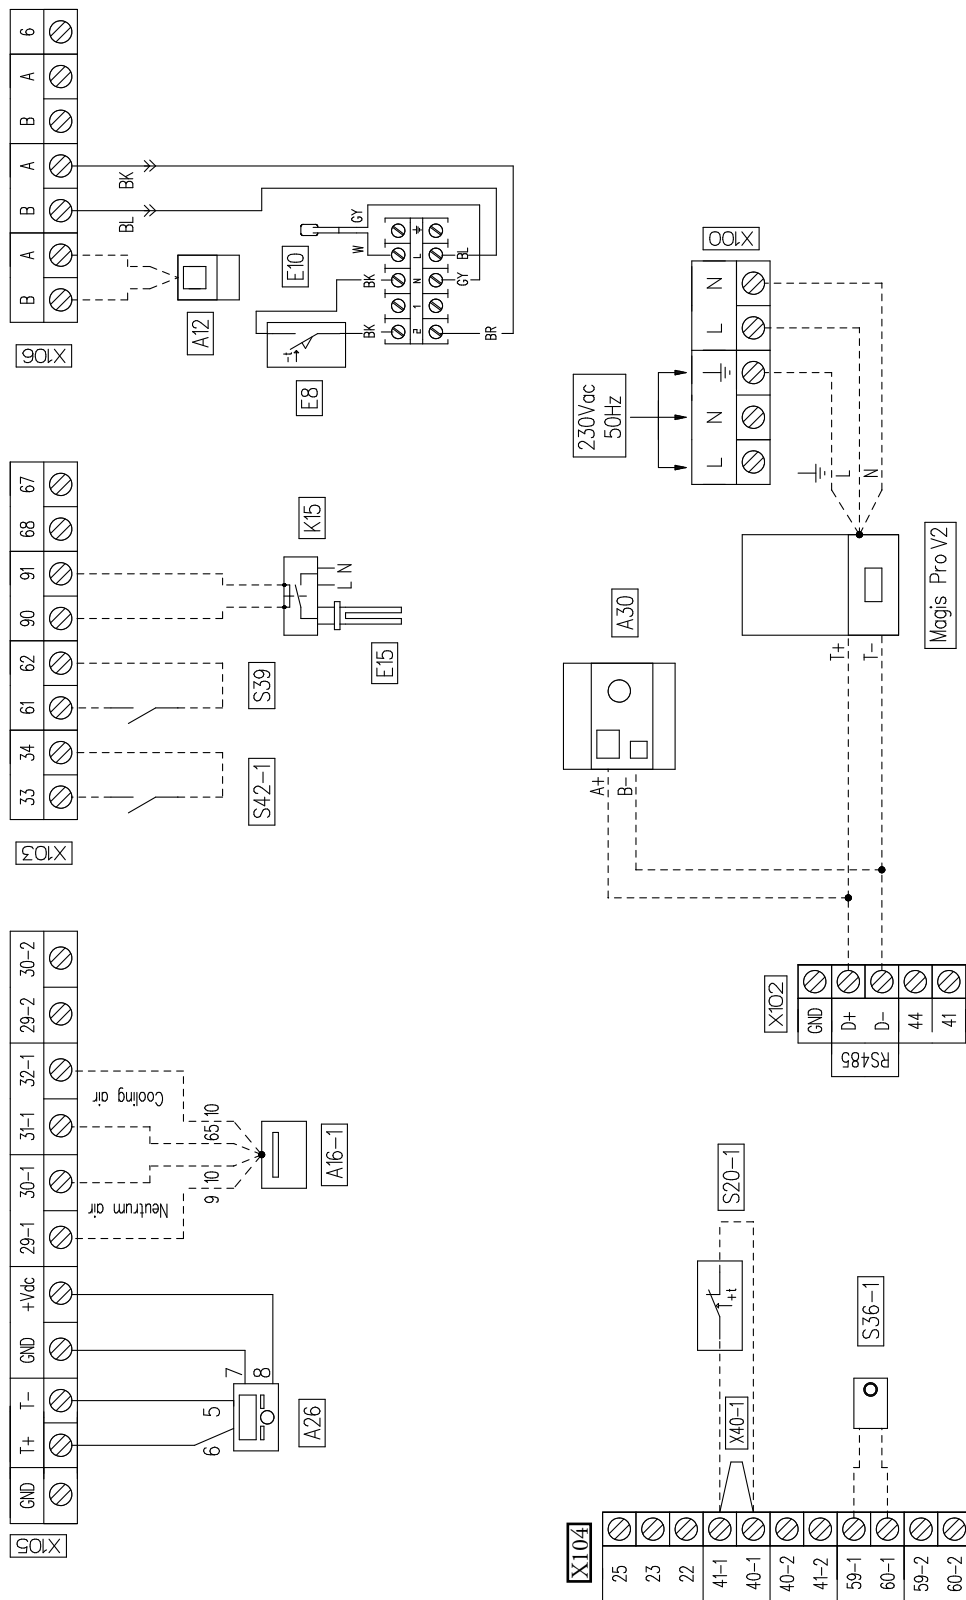 6
A
B
A
B
A
B
X106
BK
BL
A12
E10
GY
W
BK
BK
L
N
1
2
BL
GY
BR
E8
67
68
91
90
62
61
34
33
X103
K15
N
L
E15
S39
S42-1
30-2
29-2
32-1
31-1
30-1
29-1
+Vdc
GND
T-
T+
GND
X105
Cooling air
Neutrum air
10
65
10
9
A16-1
7
8
5
6
A26
X100
N
L
N
L
230Vac
50Hz
L
N
Magis Pro V2
T+
T-
A30
A+
B-
X102
GND
D+
D-
44
41
RS485
S20-1
+t
X40-1
S36-1
X104
25
23
22
41-1
40-1
40-2
41-2
59-1
60-1
59-2
60-2